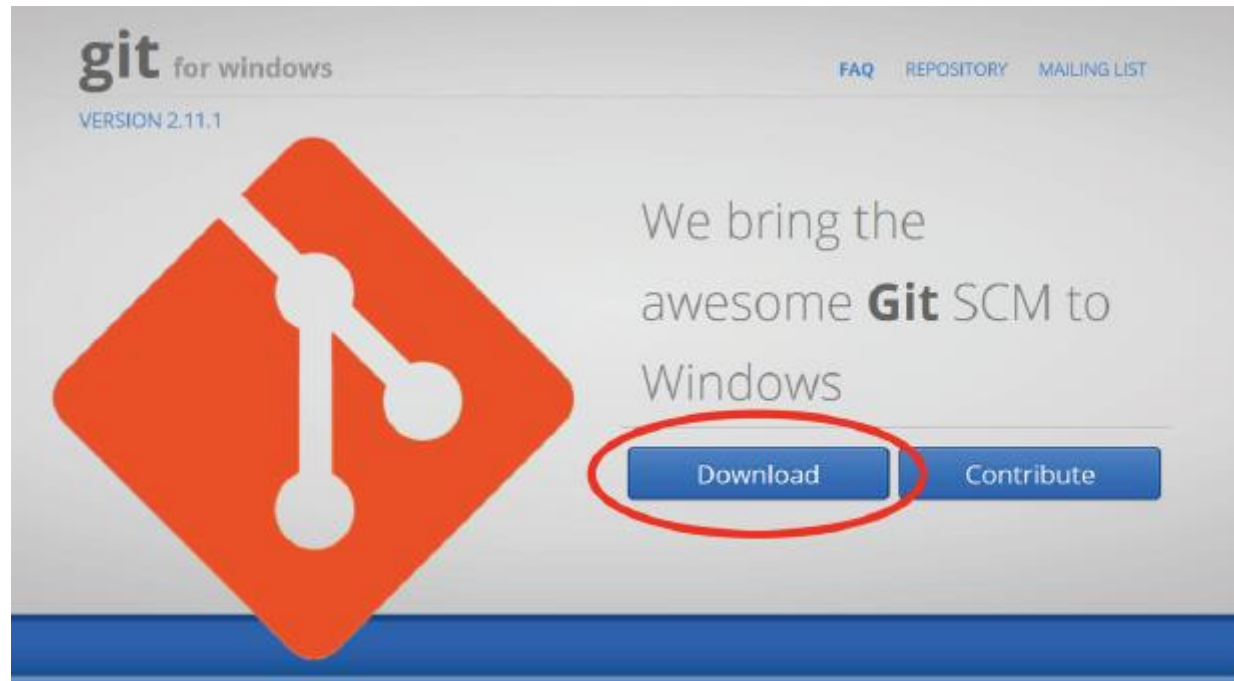 git for windows
FAQ REPOSITORY MAILING LIST
VERSION 2.11.1
We bring the
awesome Git SCM to
Windows
Download
Contribute